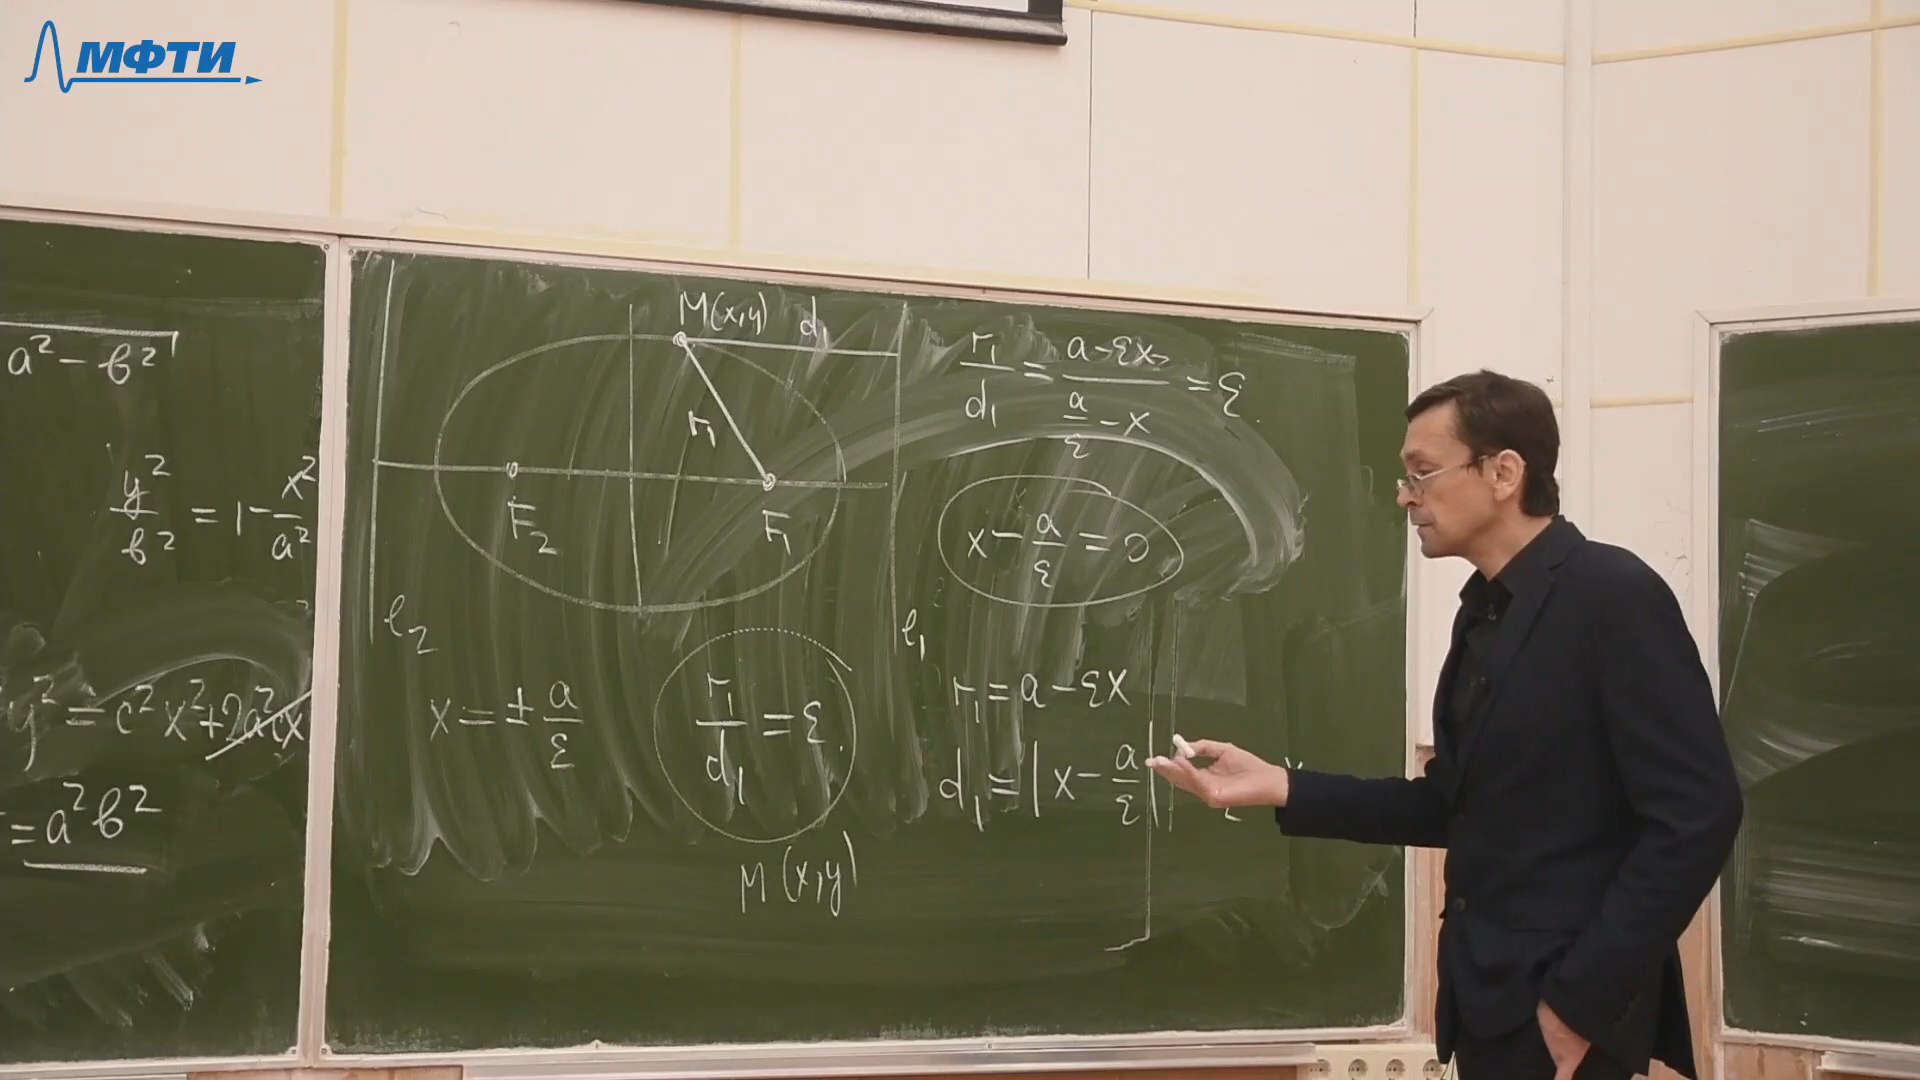 МФТИ
a² − b²
y²/b² = 1 − x²/a²
y² = c²x² + 2a²cx
= a²b²
M(x,y) d₁
r₁
F₂ F₁
l₂ l₁
x = ± a/ε
r₁/d₁ = ε.
M(x,y)
r₁/d₁ = (a − εx)/(a/ε − x) = ε.
x − a/ε = 0
r₁ = a − εx
d₁ = |x − a/ε|